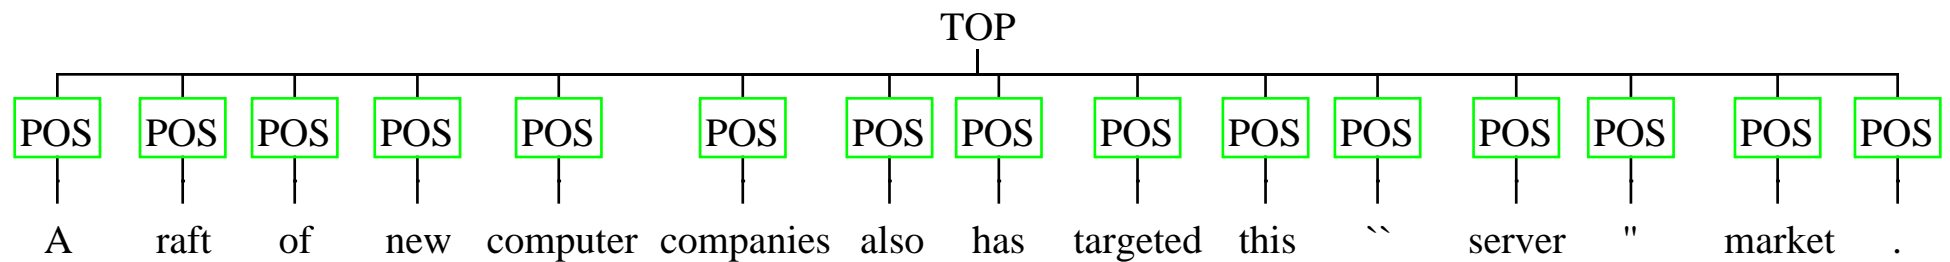 TOP
POS POS POS POS POS POS POS POS POS POS POS POS POS POS POS
A raft of new computer companies also has targeted this `` server '' market .